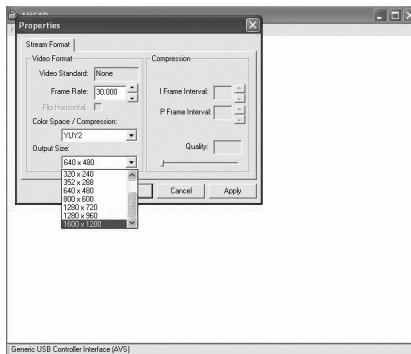 AMCAP
Properties
Stream Format
Video Format
Compression
Video Standard: None
Frame Rate: 30.000
Flip Horizontal:
Color Space / Compression:
YUY2
Output Size:
640 x 480
320 x 240
352 x 288
640 x 480
800 x 600
1280 x 720
1280 x 960
1600 x 1200
I Frame Interval:
P Frame Interval:
Quality:
Cancel
Apply
Generic USB Controller Interface (AVS)